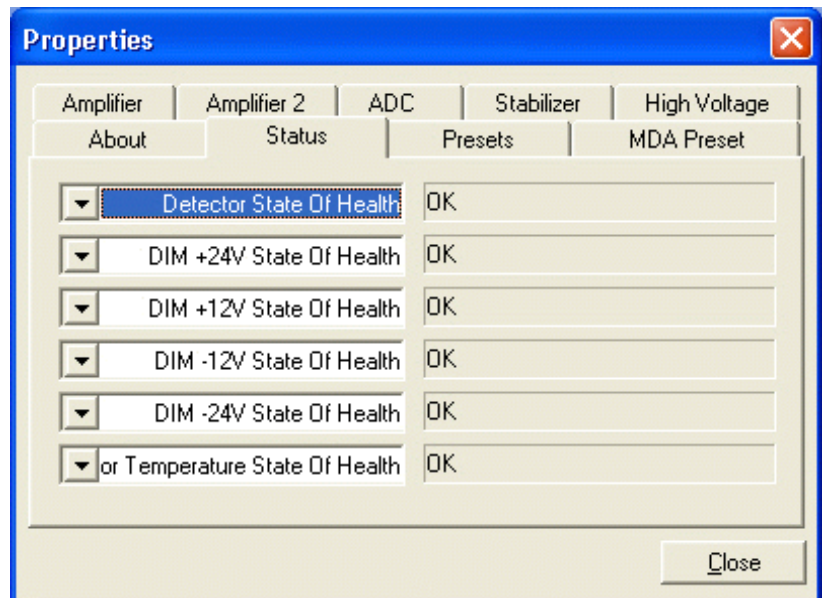 Properties
Amplifier Amplifier 2 ADC Stabilizer High Voltage
About Status Presets MDA Preset
Detector State Of Health OK
DIM +24V State Of Health OK
DIM +12V State Of Health OK
DIM -12V State Of Health OK
DIM -24V State Of Health OK
or Temperature State Of Health OK
Close